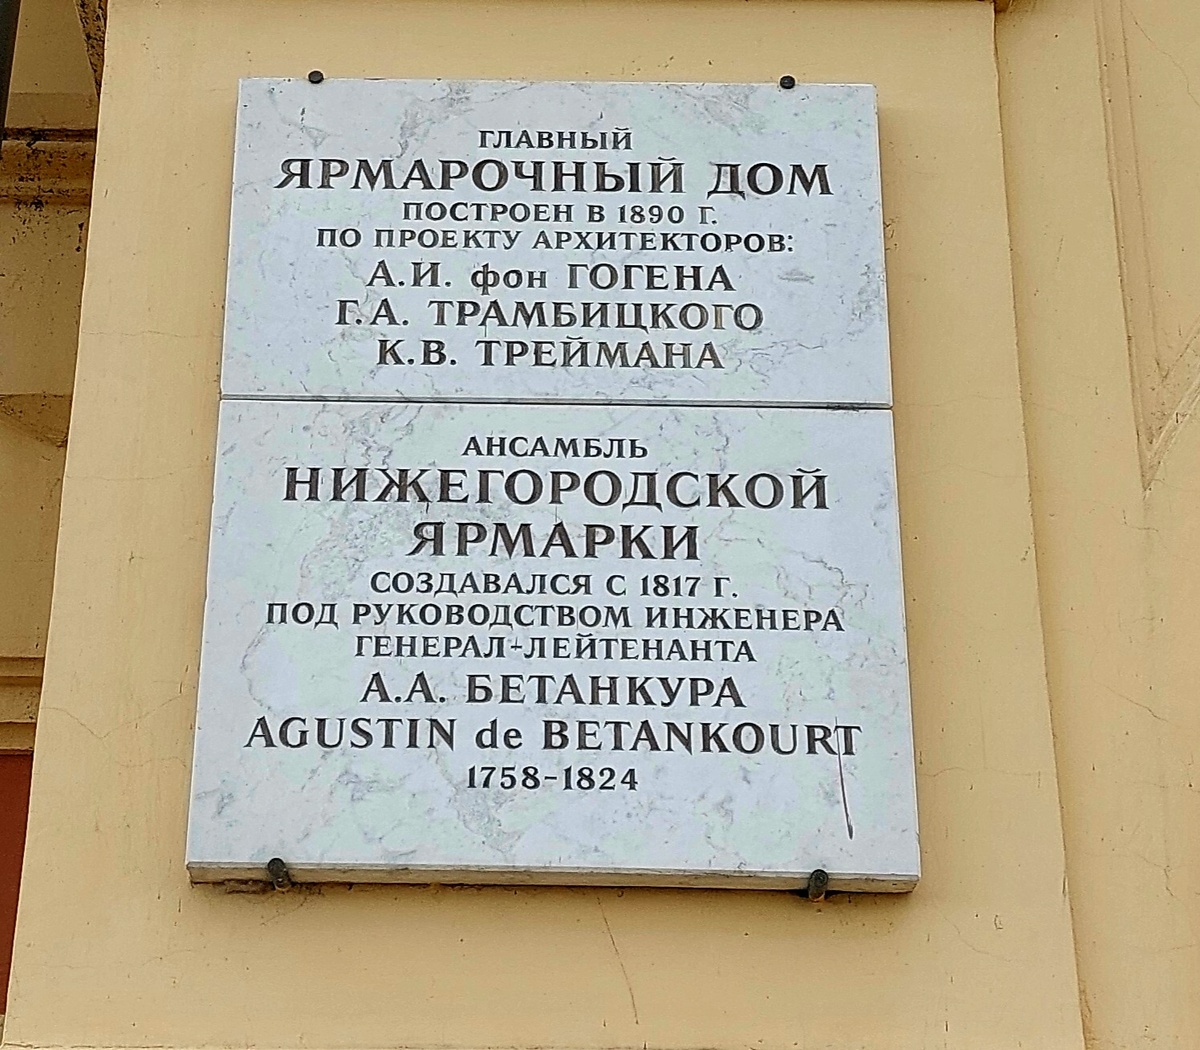 ГЛАВНЫЙ
ЯРМАРОЧНЫЙ ДОМ
ПОСТРОЕН В 1890 Г.
ПО ПРОЕКТУ АРХИТЕКТОРОВ:
А.И. фон ГОГЕНА
Г.А. ТРАМБИЦКОГО
К.В. ТРЕЙМАНА
АНСАМБЛЬ
НИЖЕГОРОДСКОЙ
ЯРМАРКИ
СОЗДАВАЛСЯ С 1817 Г.
ПОД РУКОВОДСТВОМ ИНЖЕНЕРА
ГЕНЕРАЛ-ЛЕЙТЕНАНТА
А.А. БЕТАНКУРА
AGUSTIN de BETANKOURT
1758-1824